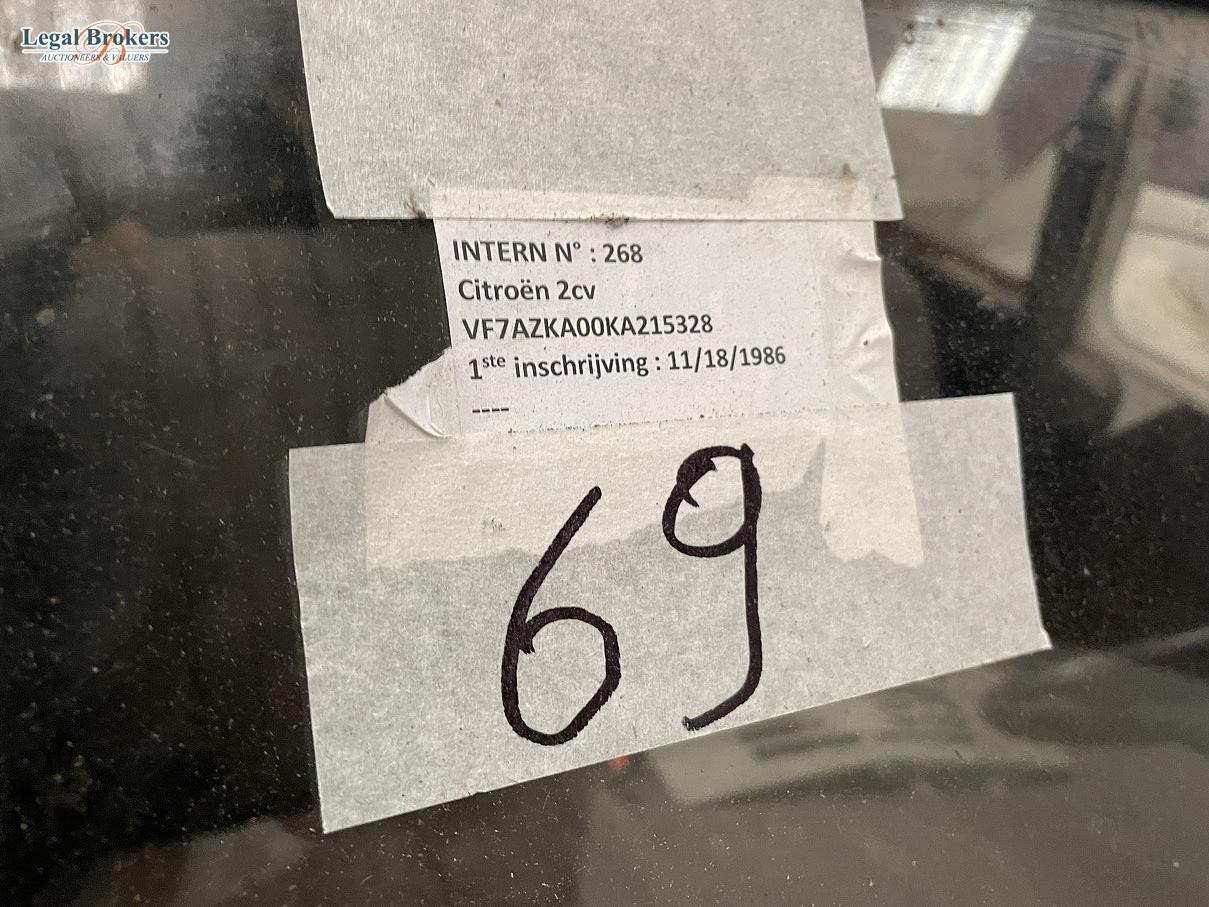 Legal Brokers
AUCTIONEERS & VALUERS
INTERN N° : 268
Citroën 2cv
VF7AZKA00KA215328
1ste inschrijving : 11/18/1986
----
69